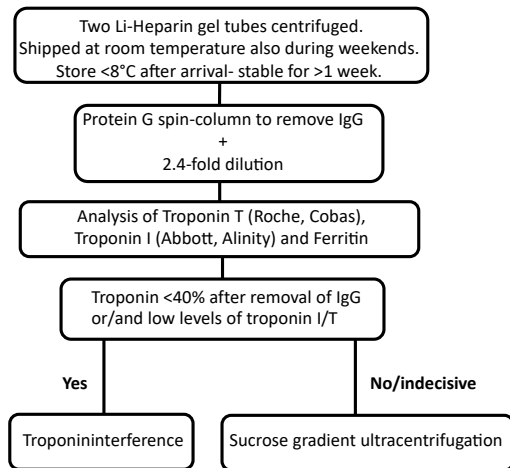 Two Li-Heparin gel tubes centrifuged.
Shipped at room temperature also during weekends.
Store <8°C after arrival- stable for >1 week.
Protein G spin-column to remove IgG
+
2.4-fold dilution
Analysis of Troponin T (Roche, Cobas),
Troponin I (Abbott, Alinity) and Ferritin
Troponin <40% after removal of IgG
or/and low levels of troponin I/T
Yes
No/indecisive
Troponininterference
Sucrose gradient ultracentrifugation